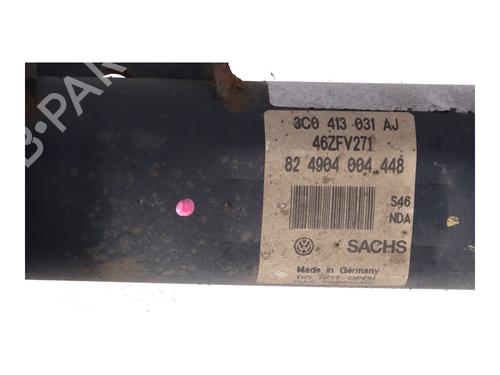 3C0 413 031 AJ
46ZFV271
82 4904 004 448
S46
NDA
SACHS
Made in Germany
DO NOT OPEN
B-PAR